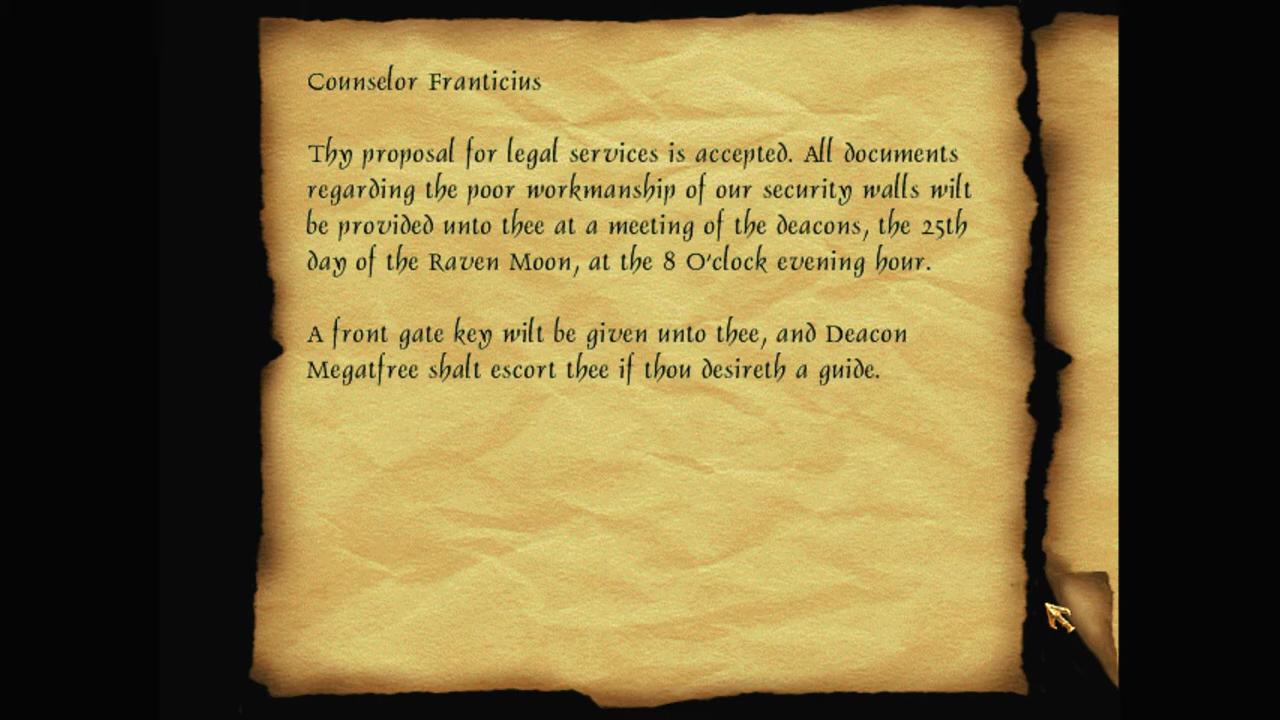 Counselor Franticius
Thy proposal for legal services is accepted. All documents
regarding the poor workmanship of our security walls wilt
be provided unto thee at a meeting of the deacons, the 25th
day of the Raven Moon, at the 8 O'clock evening hour.
A front gate key wilt be given unto thee, and Deacon
Megatfree shalt escort thee if thou desireth a guide.